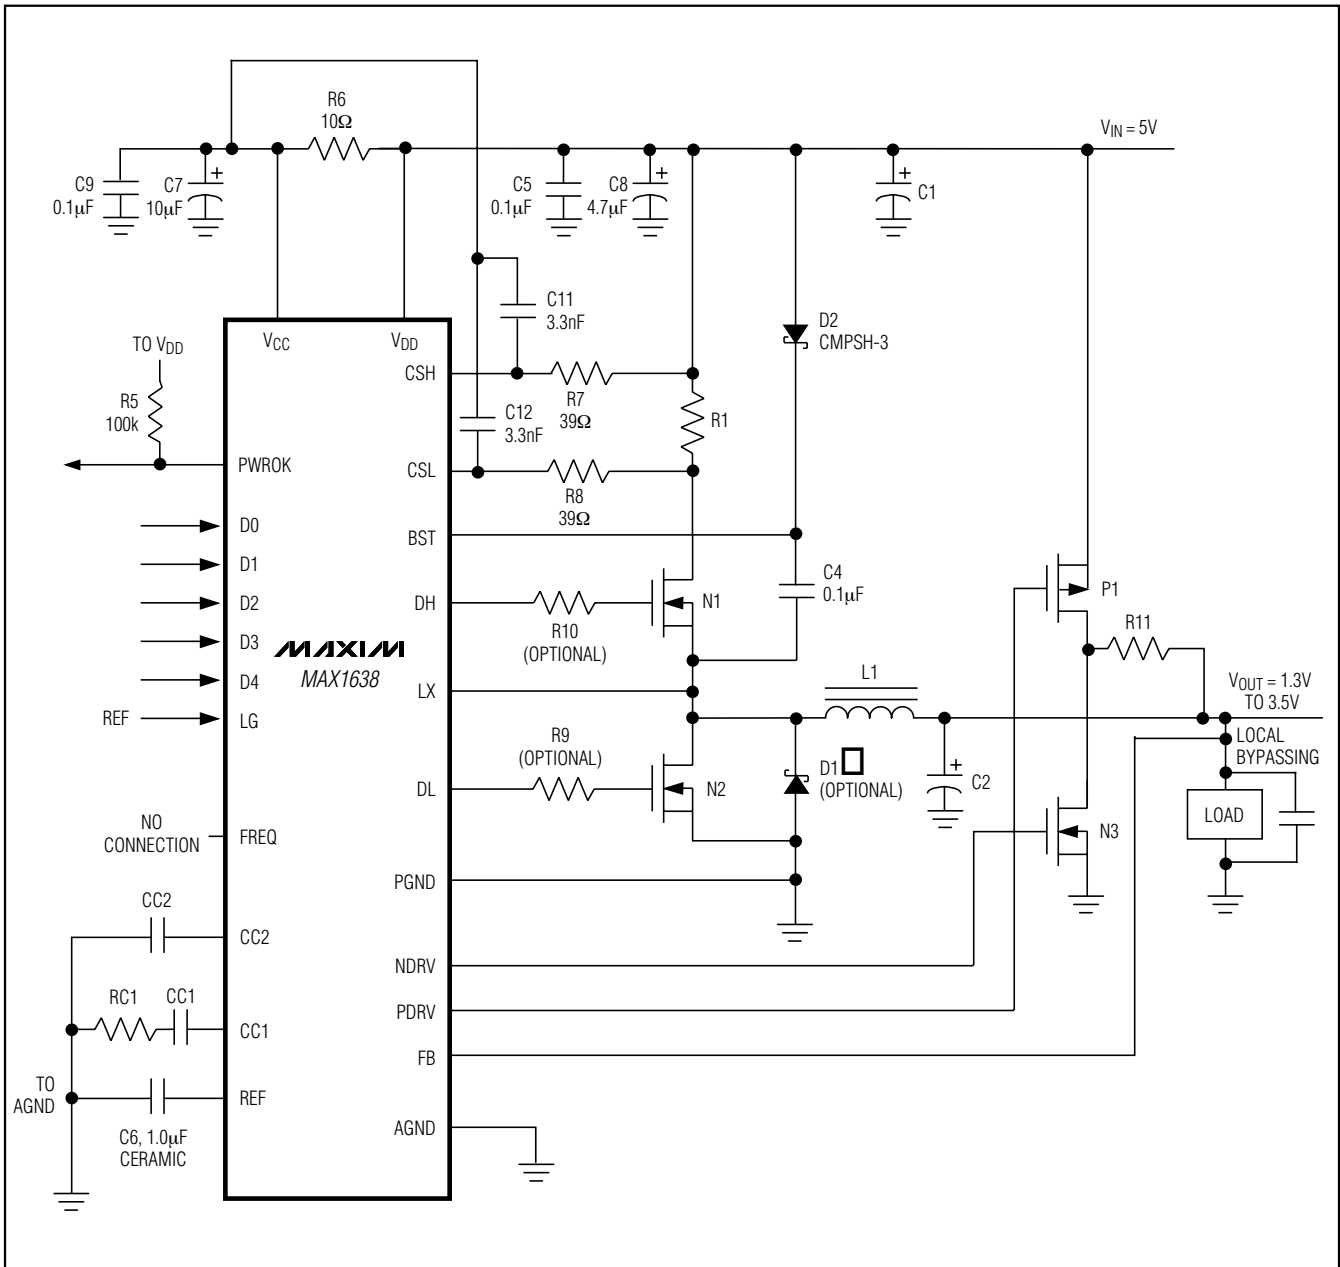 R6
10Ω
V_IN = 5V
C9
0.1µF
C7
10µF
+
C5
0.1µF
C8
4.7µF
+
+
C1
C11
3.3nF
D2
CMPSH-3
TO V_DD
V_CC
V_DD
CSH
R5
100k
R7
39Ω
C12
3.3nF
R1
PWROK
CSL
R8
39Ω
D0
BST
D1
C4
0.1µF
P1
D2
DH
N1
R10
(OPTIONAL)
R11
D3
MAXIM
MAX1638
D4
LX
L1
V_OUT = 1.3V
TO 3.5V
REF
LG
R9
(OPTIONAL)
LOCAL
BYPASSING
DL
N2
D1
(OPTIONAL)
+
C2
LOAD
N3
NO
CONNECTION
FREQ
PGND
CC2
CC2
NDRV
RC1
CC1
CC1
PDRV
FB
TO
AGND
REF
C6, 1.0µF
CERAMIC
AGND